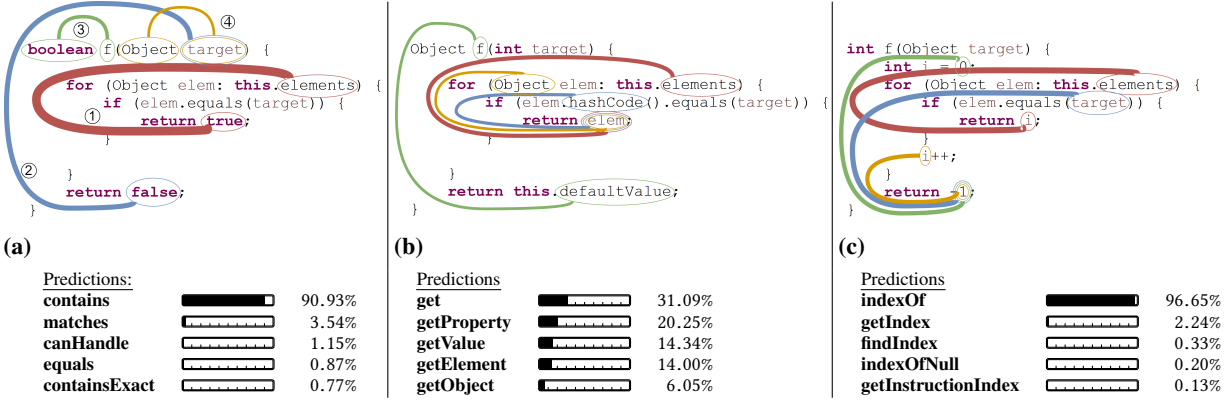 ③
④
boolean f(Object target) {
for (Object elem: this.elements) {
if (elem.equals(target)) {
①
return true;
}
②
}
return false;
}
(a)
Predictions:
contains 90.93%
matches 3.54%
canHandle 1.15%
equals 0.87%
containsExact 0.77%
Object f(int target) {
for (Object elem: this.elements) {
if (elem.hashCode().equals(target)) {
return elem;
}
}
return this.defaultValue;
}
(b)
Predictions
get 31.09%
getProperty 20.25%
getValue 14.34%
getElement 14.00%
getObject 6.05%
int f(Object target) {
int i = 0;
for (Object elem: this.elements) {
if (elem.equals(target)) {
return i;
}
i++;
}
return -1;
}
(c)
Predictions
indexOf 96.65%
getIndex 2.24%
findIndex 0.33%
indexOfNull 0.20%
getInstructionIndex 0.13%